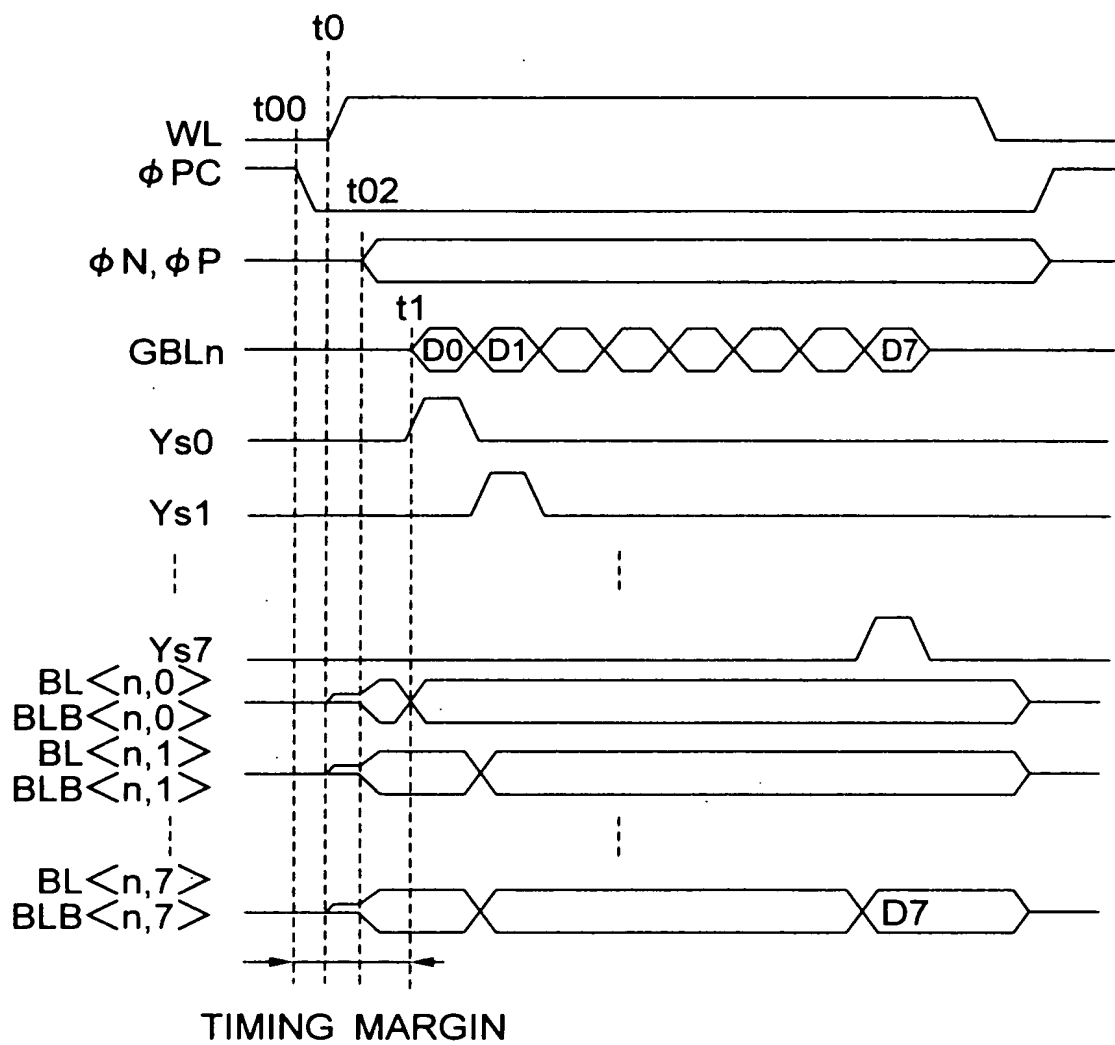 t0
t00
WL
φPC
t02
φN, φP
t1
GBLn
D0
D1
D7
Ys0
Ys1
Ys7
BL<n,0>
BLB<n,0>
BL<n,1>
BLB<n,1>
BL<n,7>
BLB<n,7>
D7
TIMING MARGIN